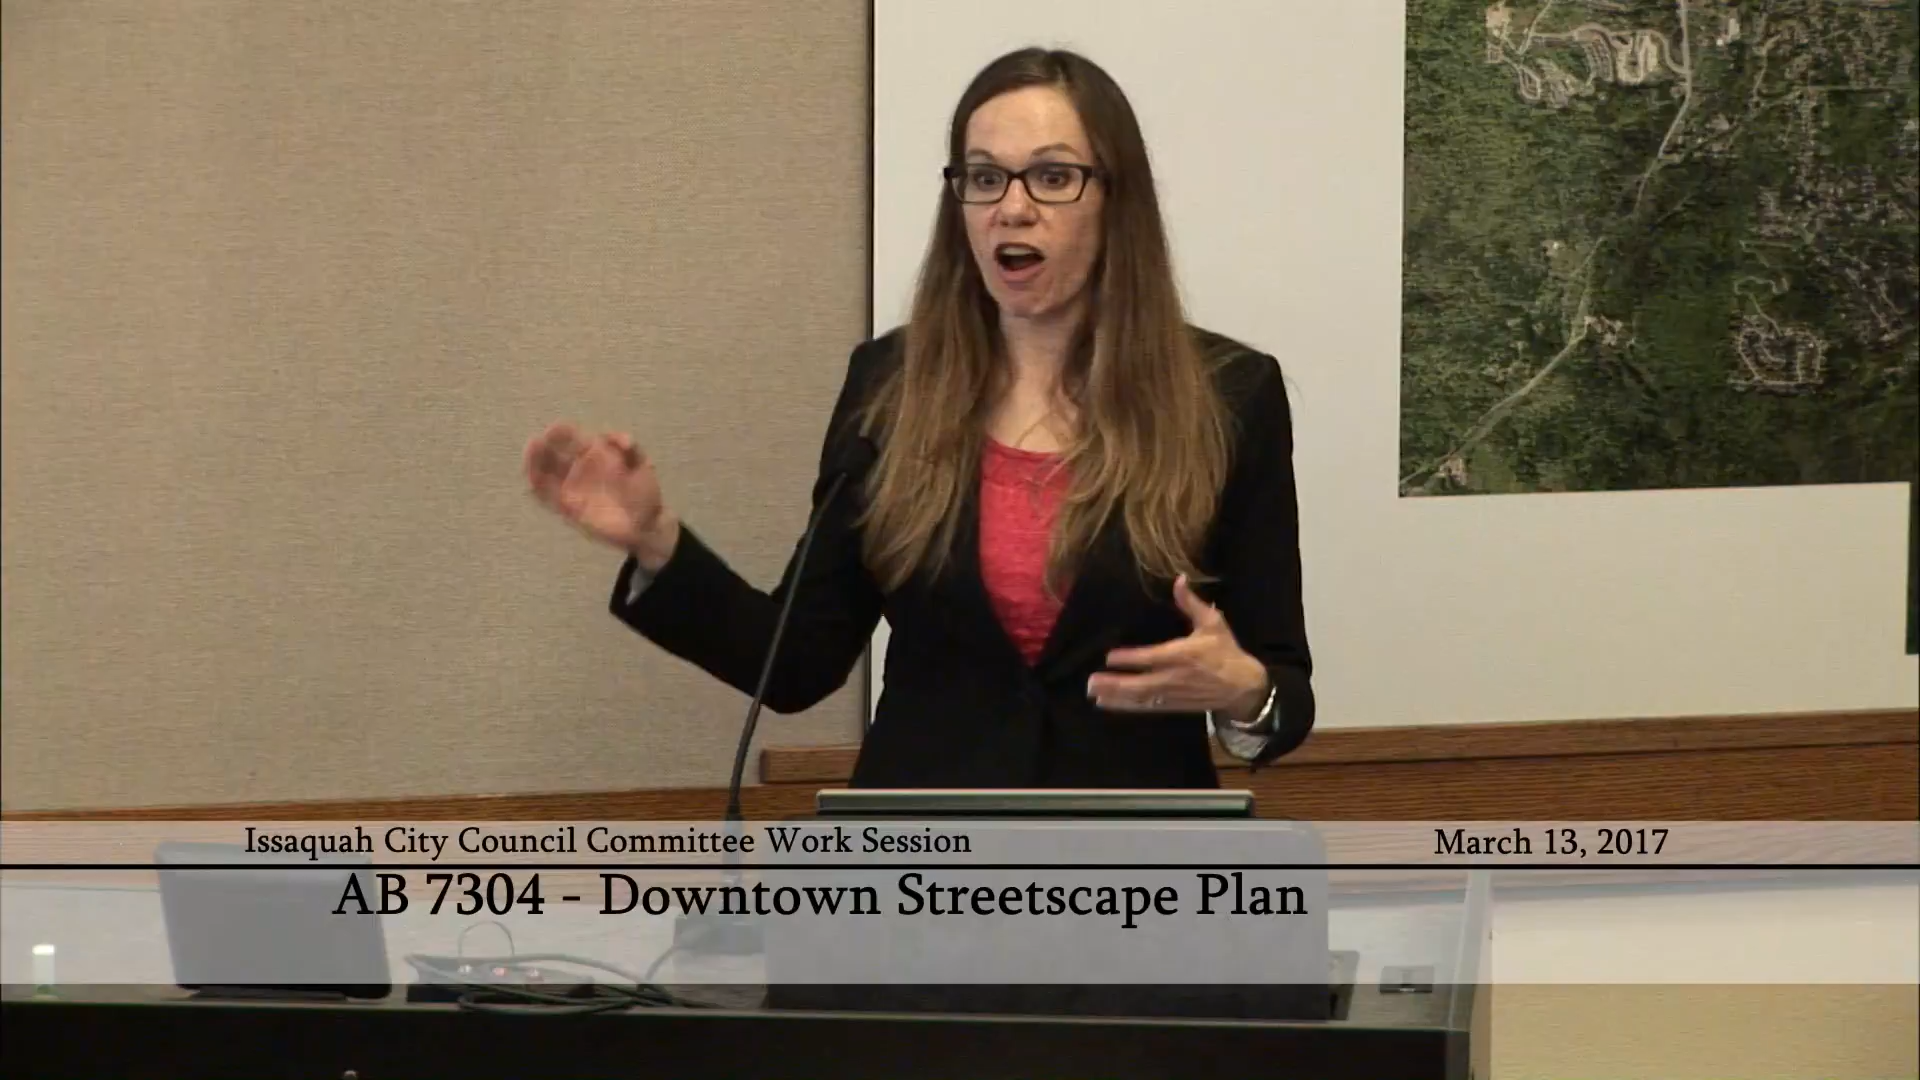 Issaquah City Council Committee Work Session
March 13, 2017
AB 7304 - Downtown Streetscape Plan